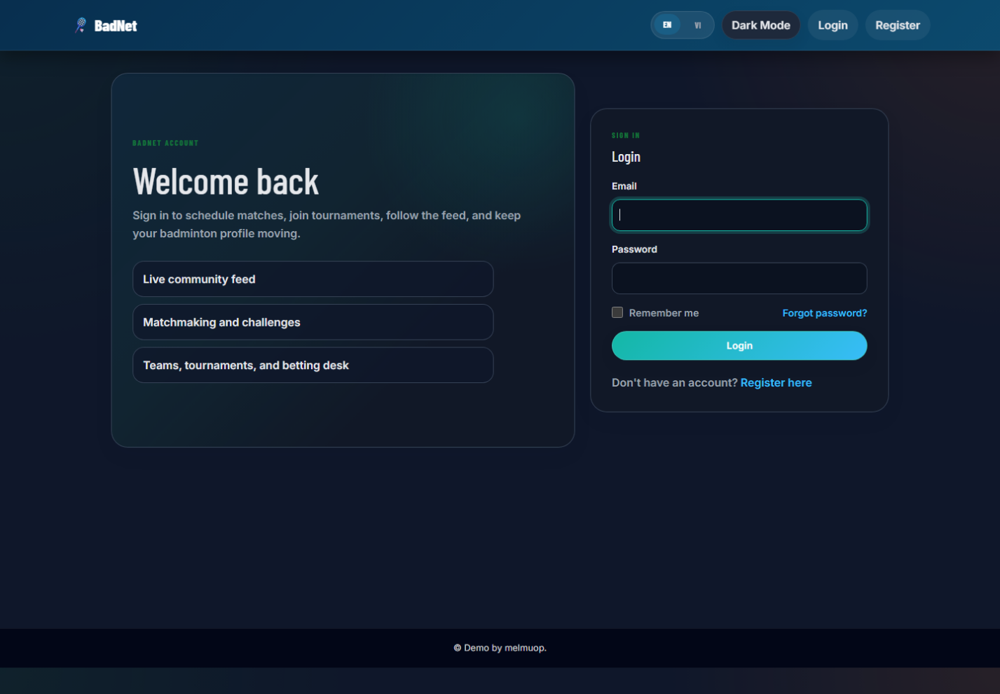 BadNet
EN
VI
Dark Mode
Login
Register
BADNET ACCOUNT
Welcome back
Sign in to schedule matches, join tournaments, follow the feed, and keep
your badminton profile moving.
Live community feed
Matchmaking and challenges
Teams, tournaments, and betting desk
SIGN IN
Login
Email
Password
Remember me
Forgot password?
Login
Don't have an account? Register here
© Demo by melmuop.